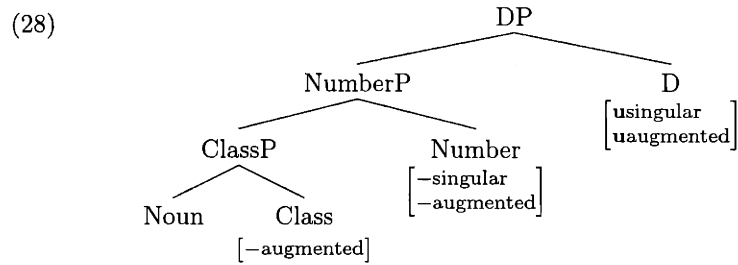 (28)
DP
NumberP D
[usingular
uaugmented]
ClassP Number
[−singular
−augmented]
Noun Class
[−augmented]